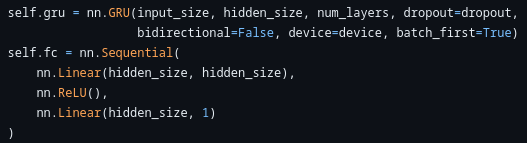 self.gru = nn.GRU(input_size, hidden_size, num_layers, dropout=dropout,
                  bidirectional=False, device=device, batch_first=True)
self.fc = nn.Sequential(
    nn.Linear(hidden_size, hidden_size),
    nn.ReLU(),
    nn.Linear(hidden_size, 1)
)